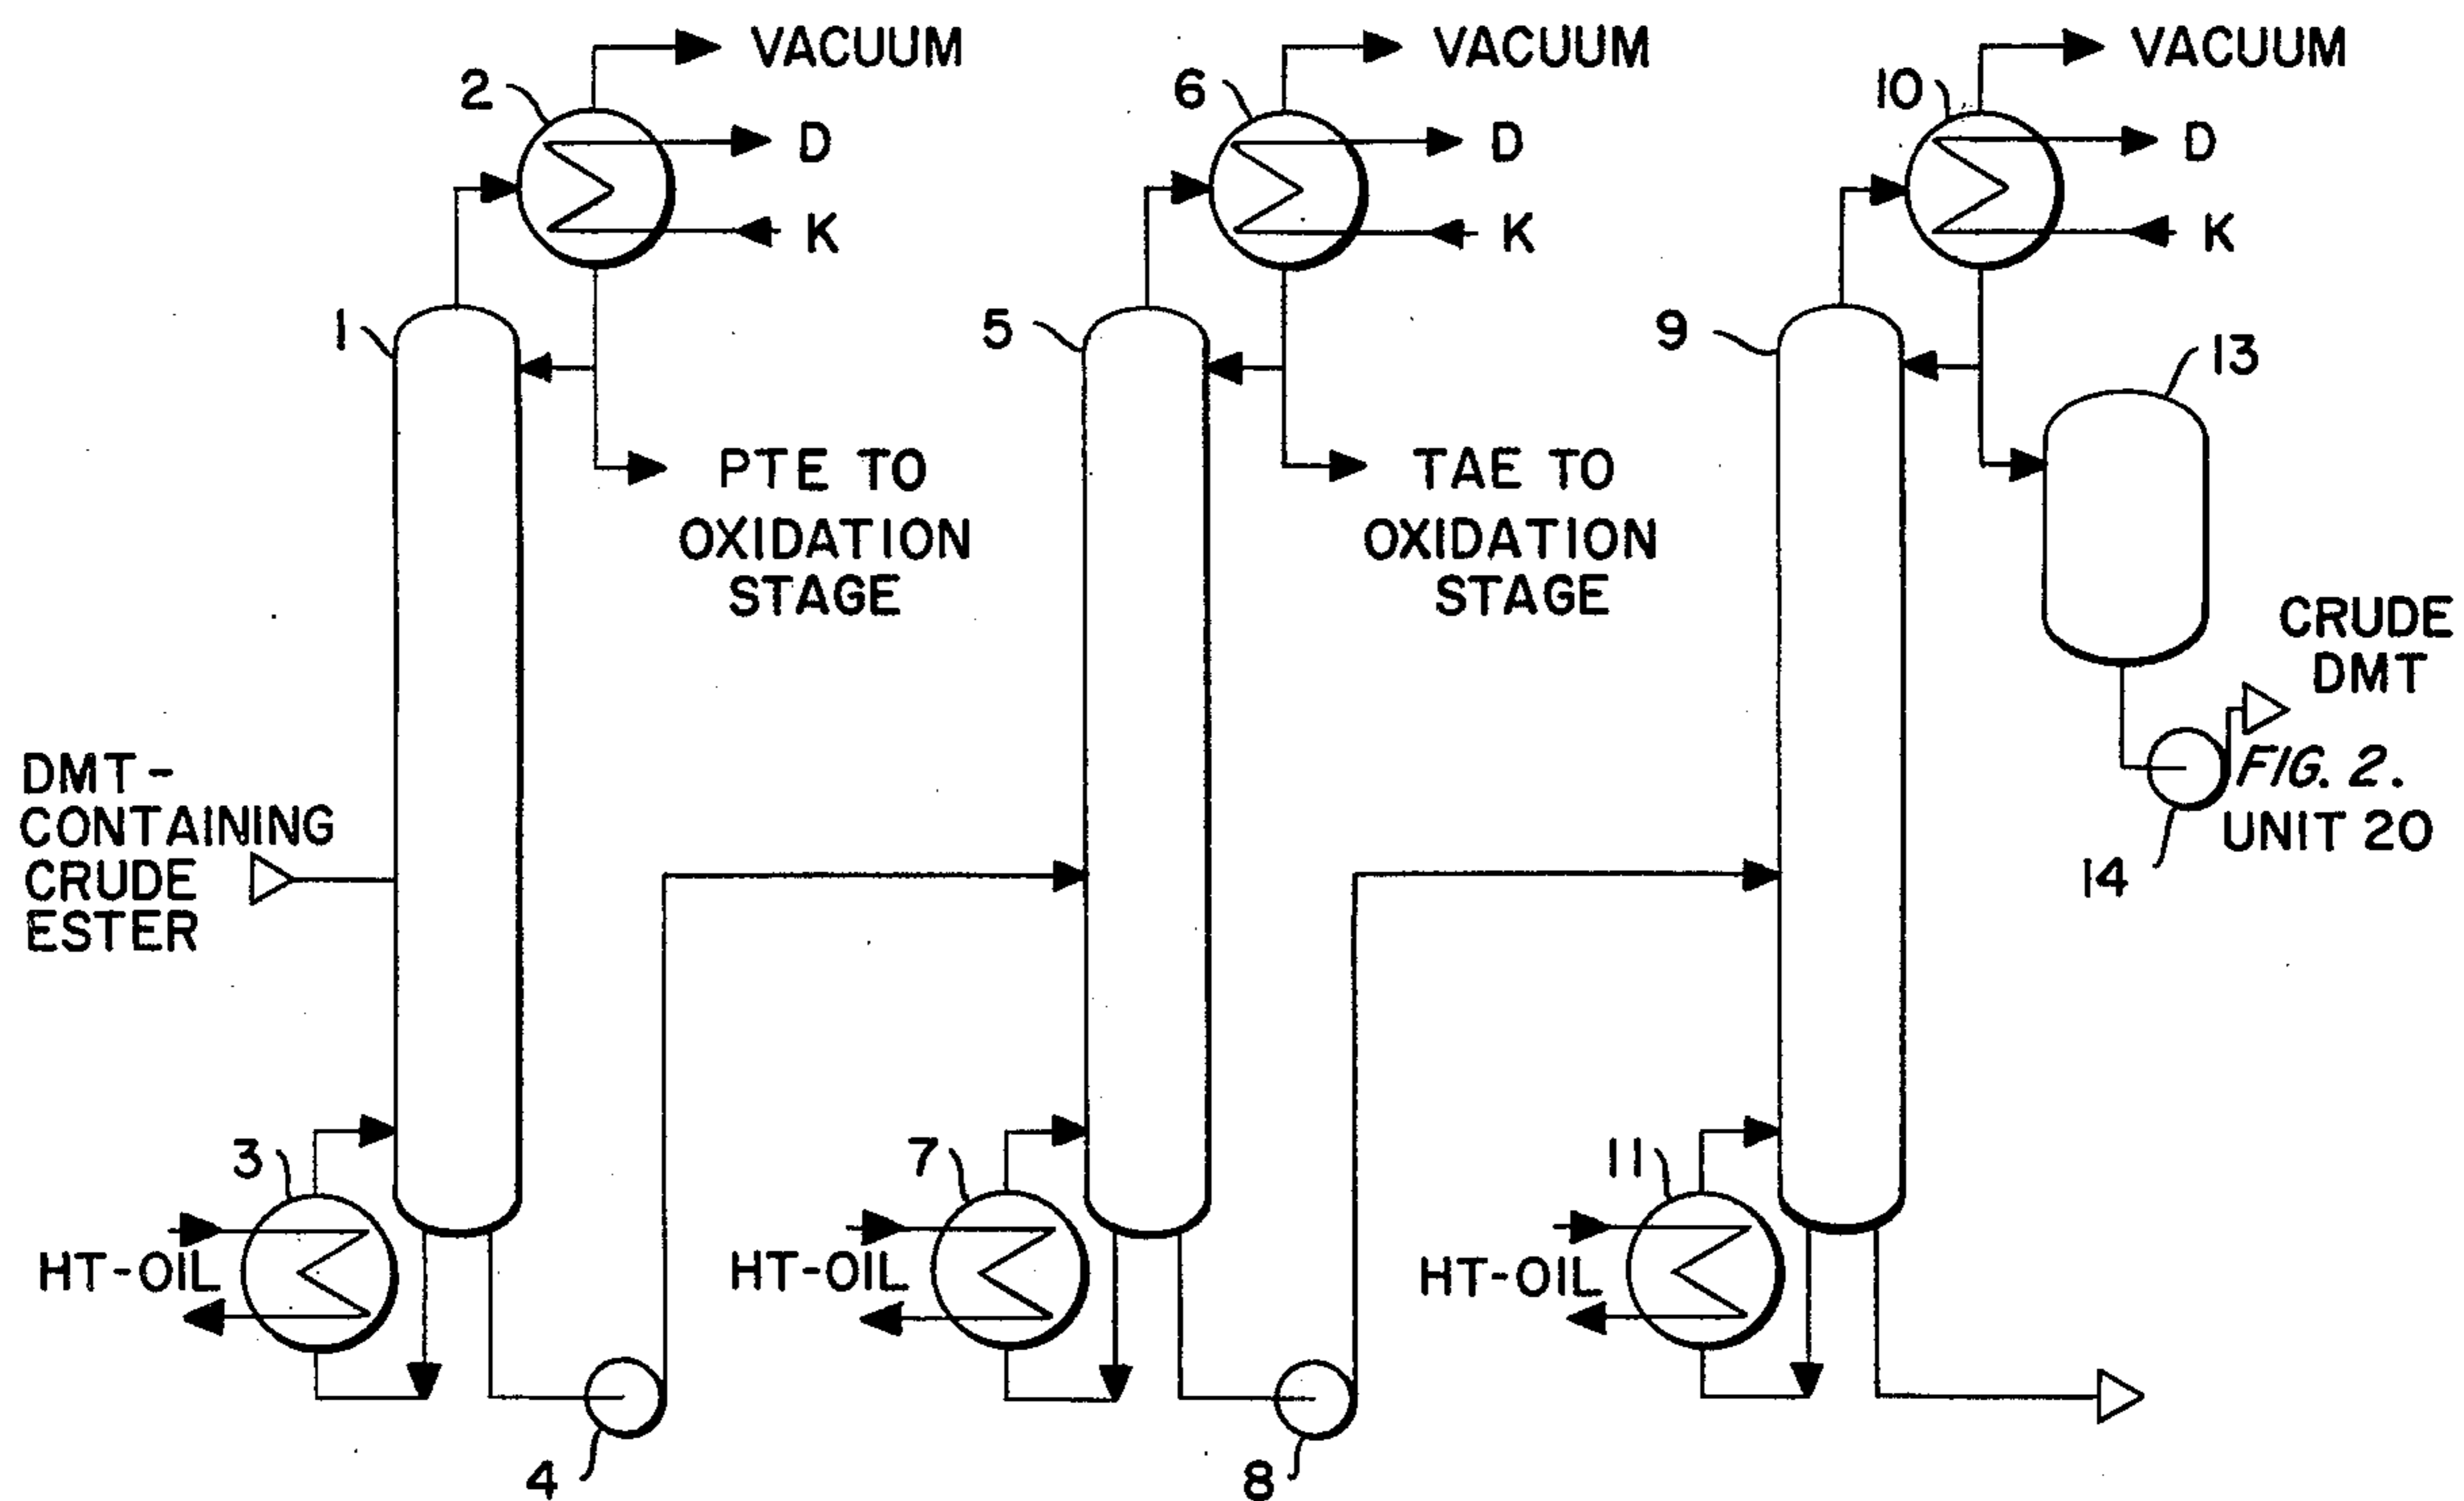 VACUUM
VACUUM
VACUUM
2
6
10
D
D
D
K
K
K
1
5
9
13
PTE TO
OXIDATION
STAGE
TAE TO
OXIDATION
STAGE
CRUDE
DMT
DMT-
CONTAINING
CRUDE
ESTER
FIG. 2.
UNIT 20
14
3
7
11
HT-OIL
HT-OIL
HT-OIL
4
8